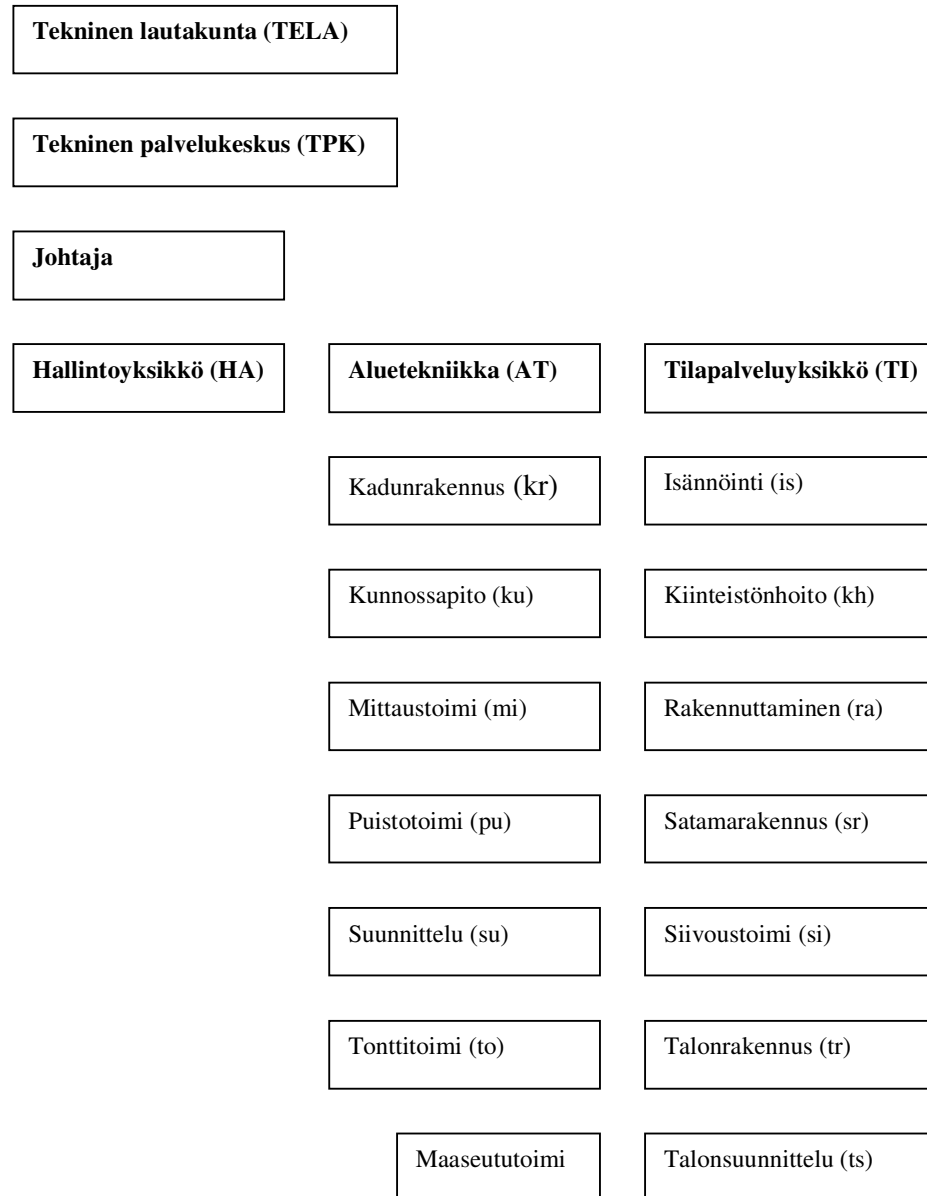 Tekninen lautakunta (TELA)
Tekninen palvelukeskus (TPK)
Johtaja
Hallintoyksikkö (HA)
Aluetekniikka (AT)
Tilapalveluyksikkö (TI)
Kadunrakennus (kr)
Isännöinti (is)
Kunnossapito (ku)
Kiinteistönhoito (kh)
Mittaustoimi (mi)
Rakennuttaminen (ra)
Puistotoimi (pu)
Satamarakennus (sr)
Suunnittelu (su)
Siivoustoimi (si)
Tonttitoimi (to)
Talonrakennus (tr)
Maaseututoimi
Talonsuunnittelu (ts)